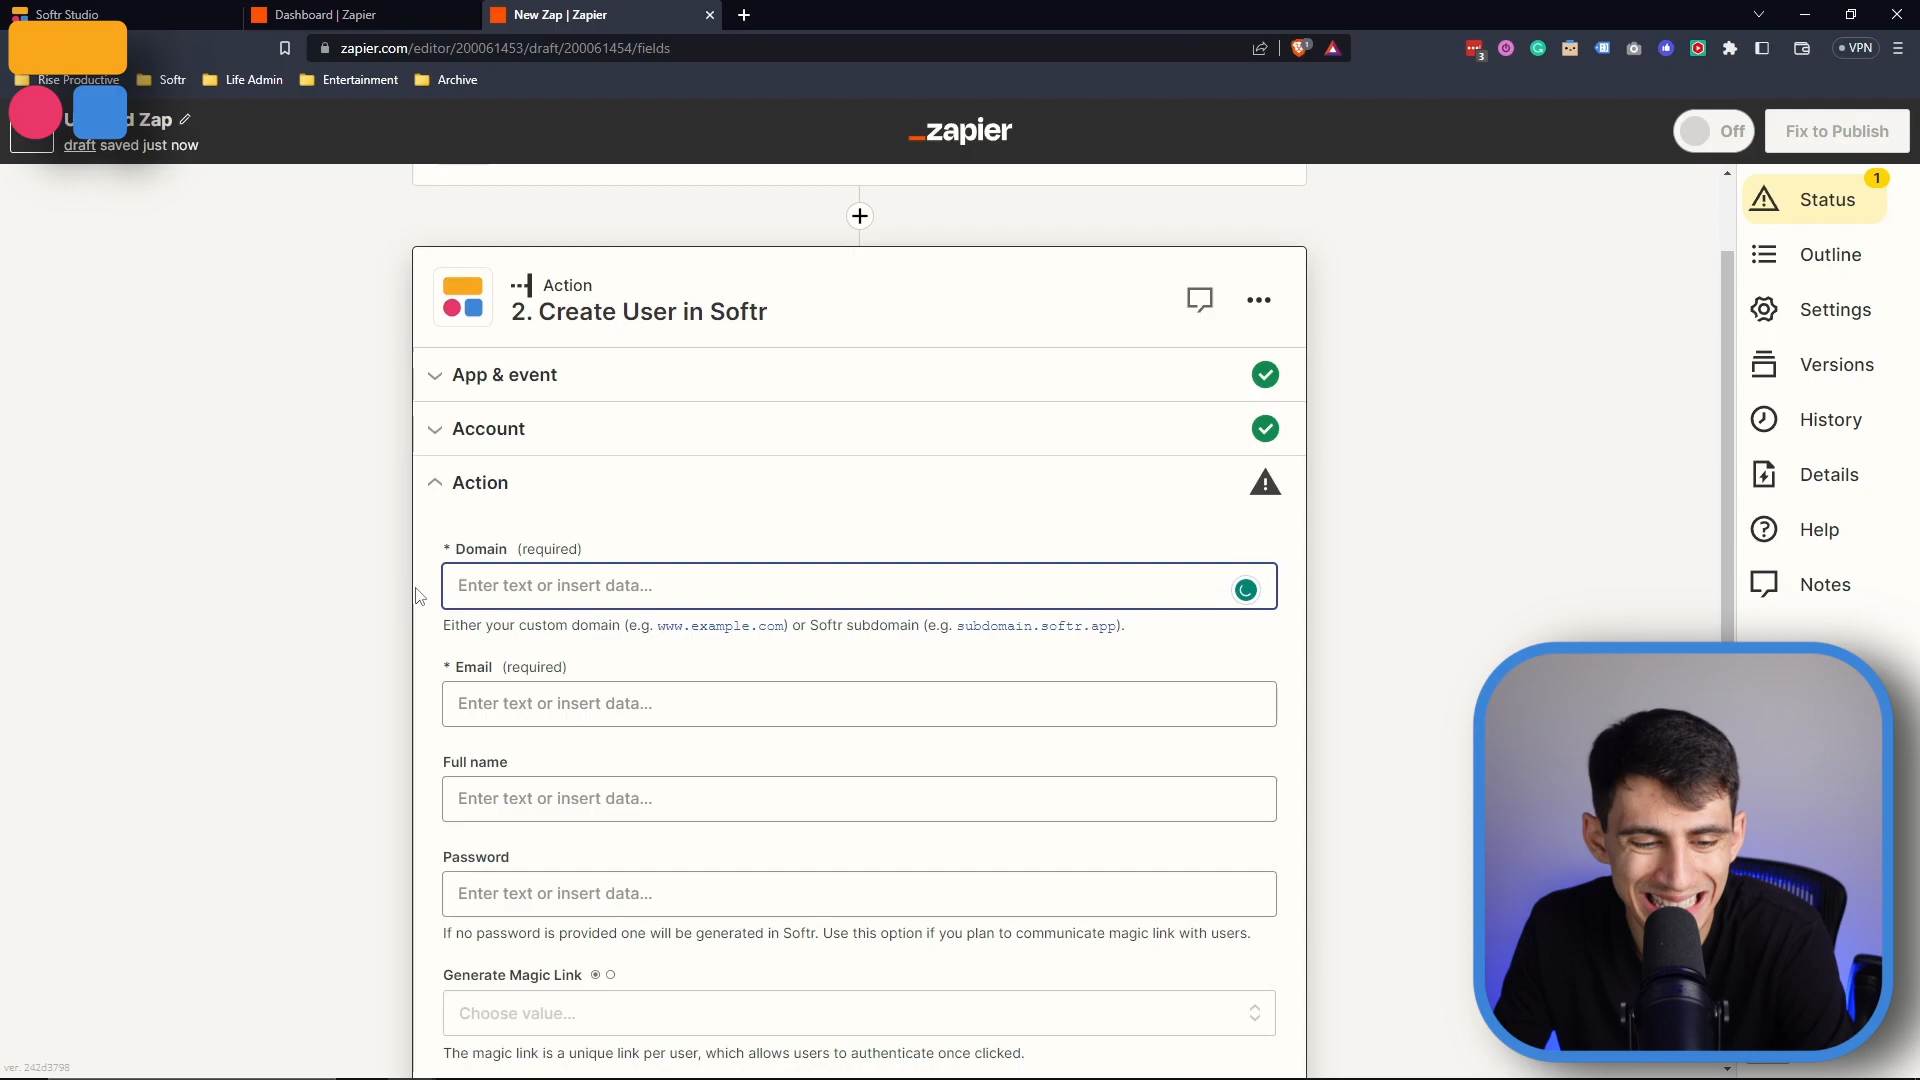 Softr Studio
Dashboard | Zapier
New Zap | Zapier
zapier.com/editor/200061453/draft/200061454/fields
1
3
VPN
Rise Productive
Softr
Life Admin
Entertainment
Archive
d Zap
draft saved just now
_zapier
Off
Fix to Publish
1
Status
Outline
Settings
Versions
History
Details
Help
Notes
Action
2. Create User in Softr
App & event
Account
Action
* Domain (required)
Enter text or insert data...
Either your custom domain (e.g. www.example.com) or Softr subdomain (e.g. subdomain.softr.app).
* Email (required)
Enter text or insert data...
Full name
Enter text or insert data...
Password
Enter text or insert data...
If no password is provided one will be generated in Softr. Use this option if you plan to communicate magic link with users.
Generate Magic Link
Choose value...
The magic link is a unique link per user, which allows users to authenticate once clicked.
ver. 242d3798